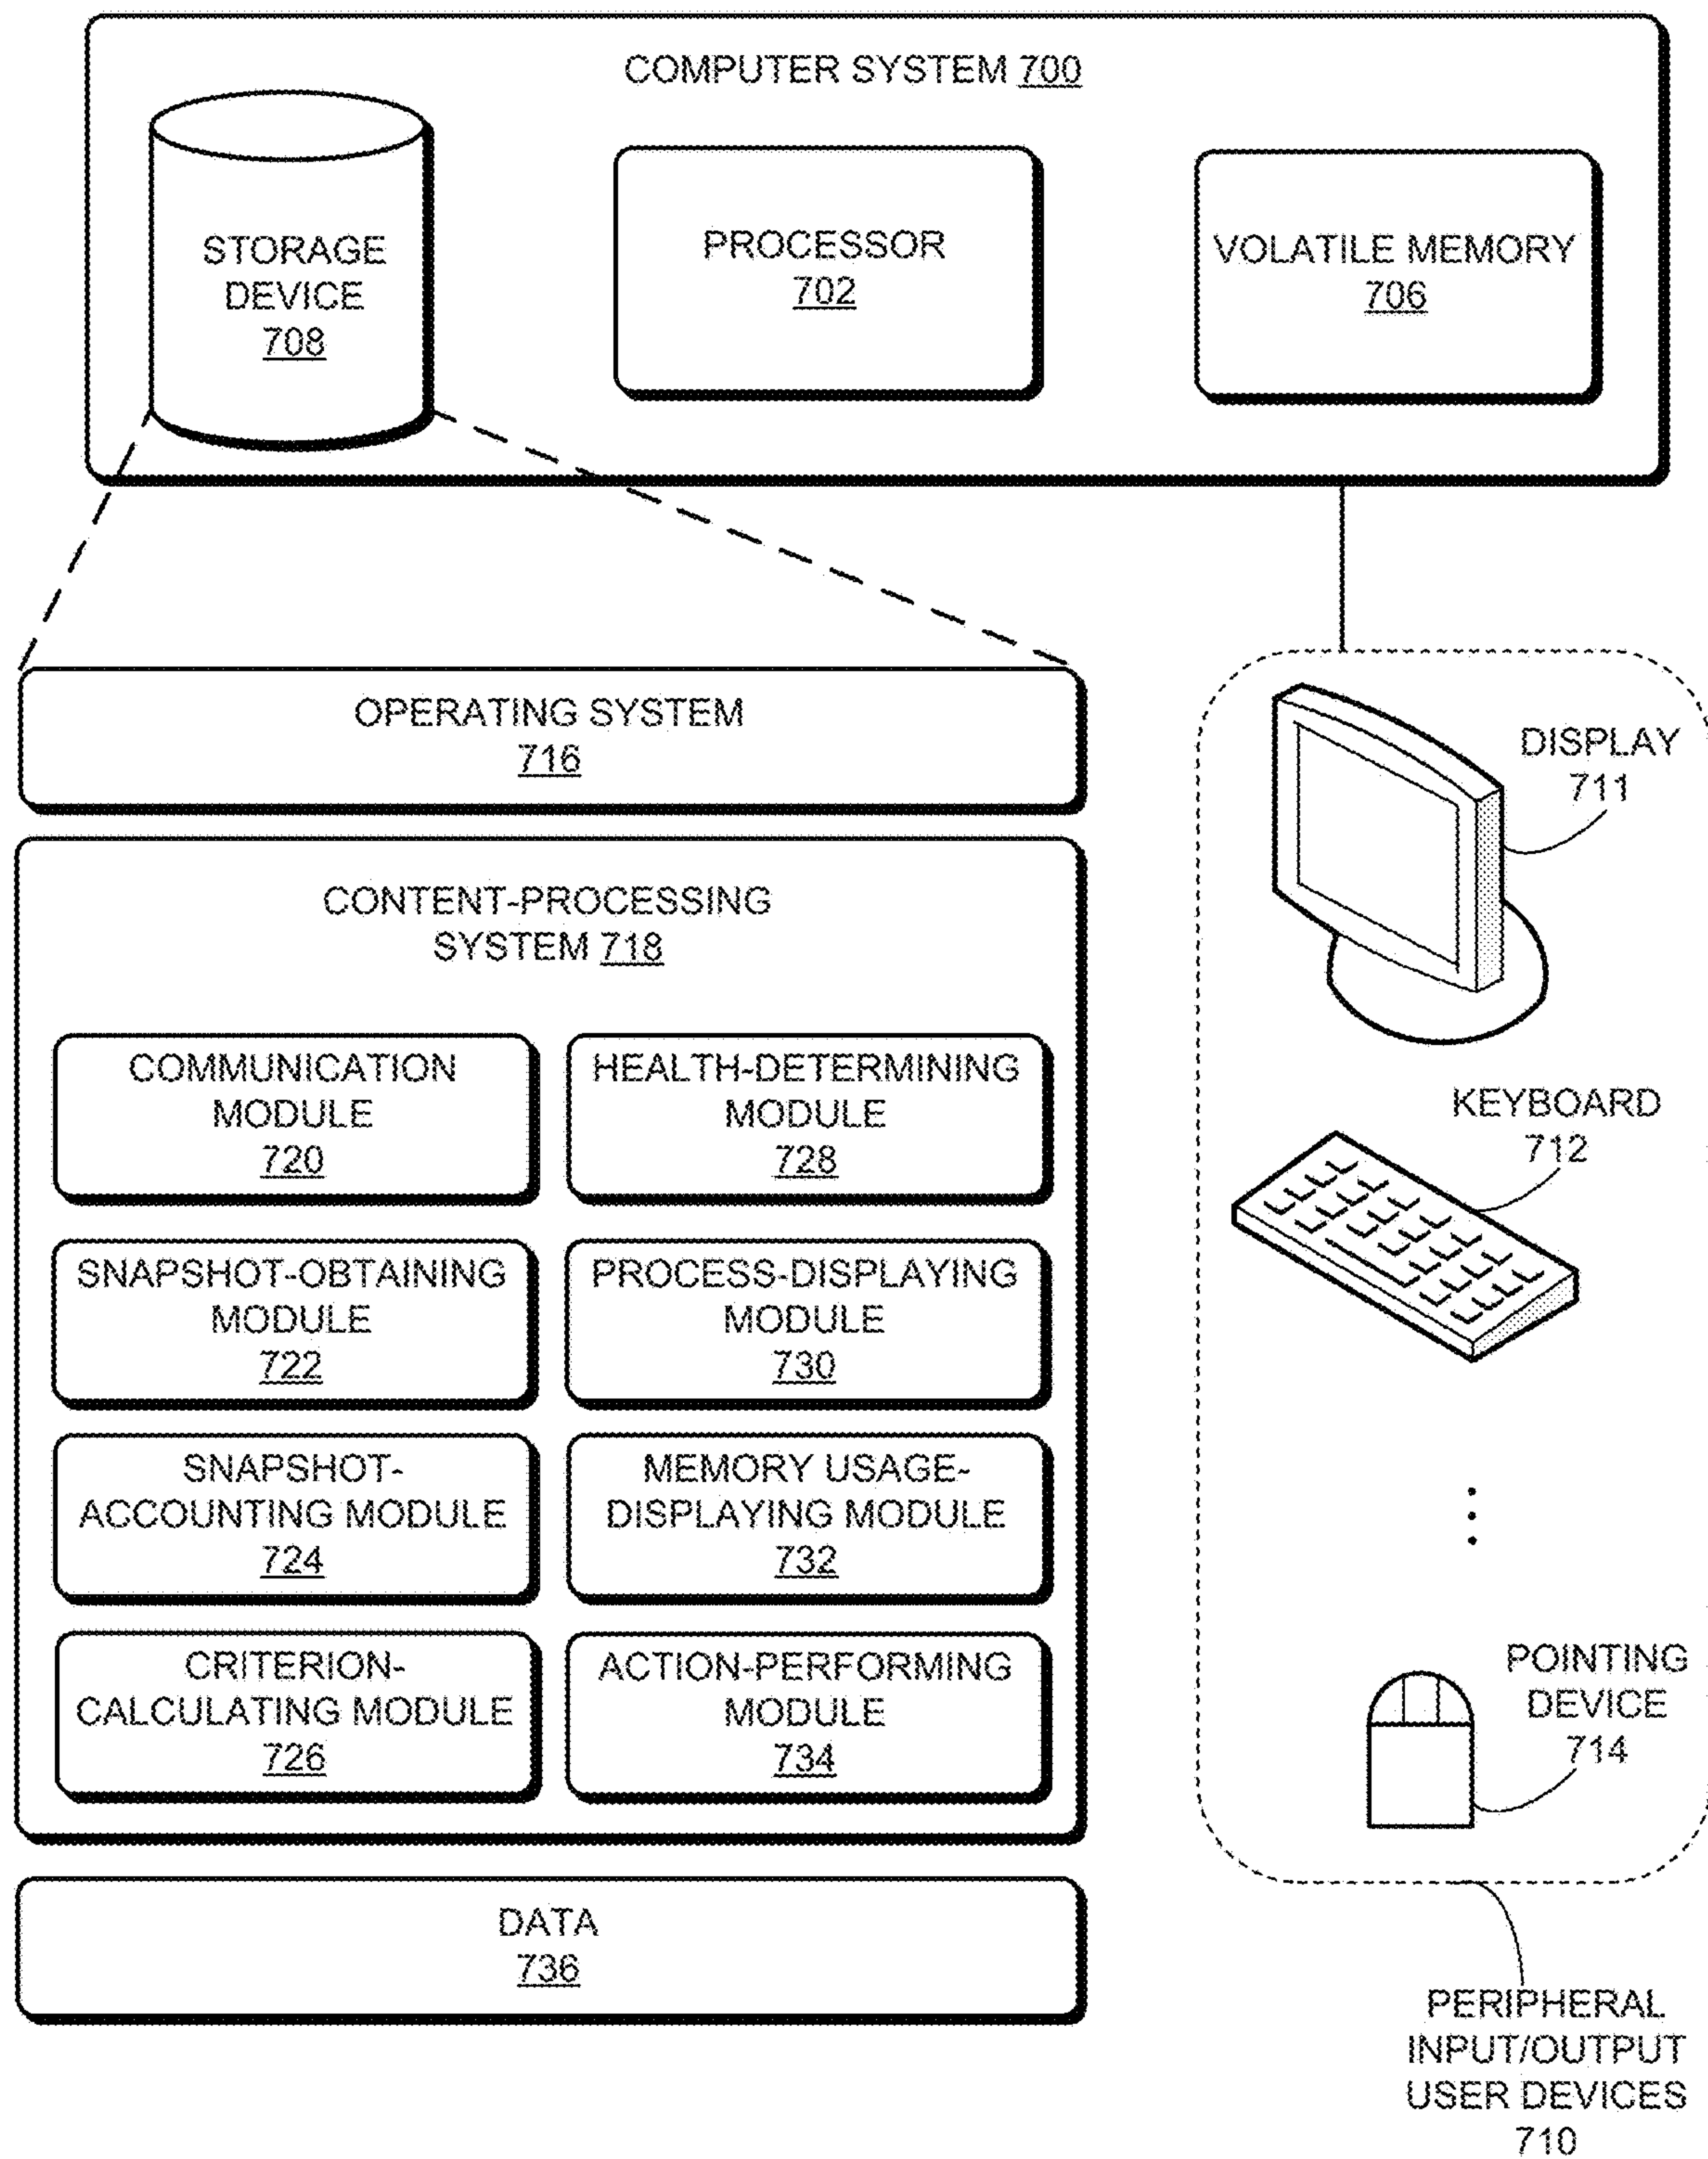 COMPUTER SYSTEM 700
STORAGE
DEVICE
708
PROCESSOR
702
VOLATILE MEMORY
706
OPERATING SYSTEM
716
CONTENT-PROCESSING
SYSTEM 718
COMMUNICATION
MODULE
720
HEALTH-DETERMINING
MODULE
728
SNAPSHOT-OBTAINING
MODULE
722
PROCESS-DISPLAYING
MODULE
730
SNAPSHOT-
ACCOUNTING MODULE
724
MEMORY USAGE-
DISPLAYING MODULE
732
CRITERION-
CALCULATING MODULE
726
ACTION-PERFORMING
MODULE
734
DATA
736
DISPLAY
711
KEYBOARD
712
POINTING
DEVICE
714
PERIPHERAL
INPUT/OUTPUT
USER DEVICES
710